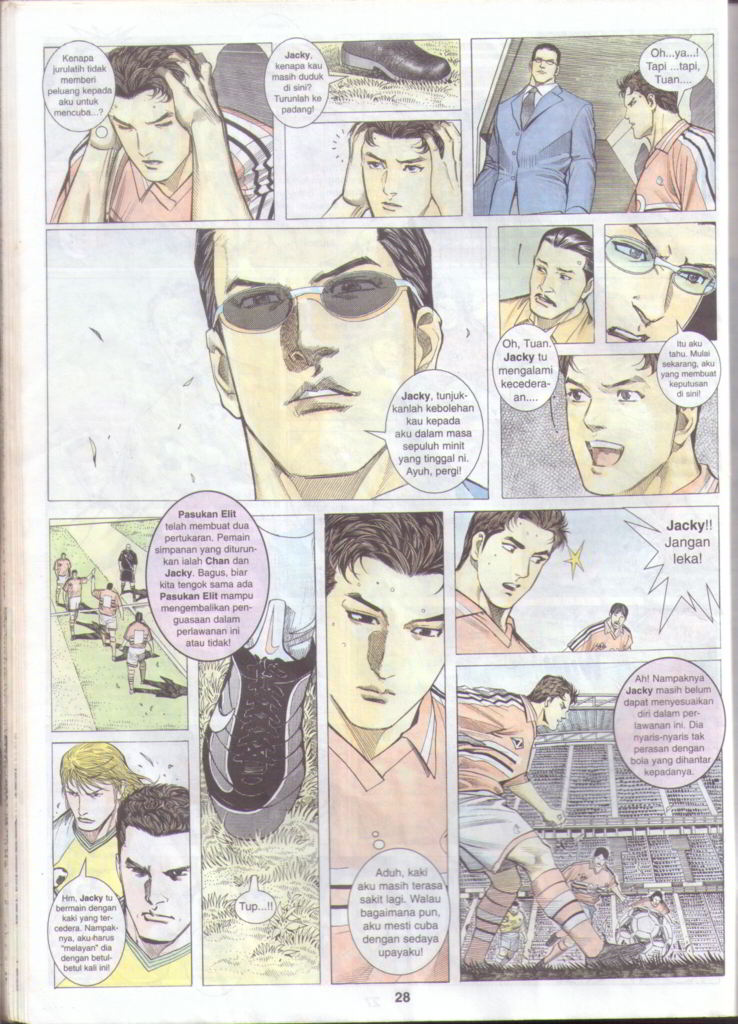 Kenapa
jurulatih tidak
memberi
peluang kepada
aku untuk
mencuba...?
Jacky,
kenapa kau
masih duduk
di sini?
Turunlah ke
padang!
Oh...ya...!
Tapi ...tapi,
Tuan....
Jacky, tunjuk-
kanlah kebolehan
kau kepada
aku dalam masa
sepuluh minit
yang tinggal ni.
Ayuh, pergi!
Oh, Tuan.
Jacky tu
mengalami
kecedera-
an....
Itu aku
tahu. Mulai
sekarang, aku
yang membuat
keputusan
di sini!
Pasukan Elit
telah membuat dua
pertukaran. Pemain
simpanan yang diturun-
kan ialah Chan dan
Jacky. Bagus, biar
kita tengok sama ada
Pasukan Elit mampu
mengembalikan pen-
guasaan dalam
perlawanan ini
atau tidak!
Hm, Jacky tu
bermain dengan
kaki yang ter-
cedera. Nampak-
nya, aku harus
"melayan" dia
dengan betul-
betul kali ini!
Tup...!!
Aduh, kaki
aku masih terasa
sakit lagi. Walau
bagaimana pun,
aku mesti cuba
dengan sedaya
upayaku!
Jacky!!
Jangan
leka!
Ah! Nampaknya
Jacky masih belum
dapat menyesuaikan
diri dalam per-
lawanan ini. Dia
nyaris-nyaris tak
perasan dengan
bola yang dihantar
kepadanya.
28